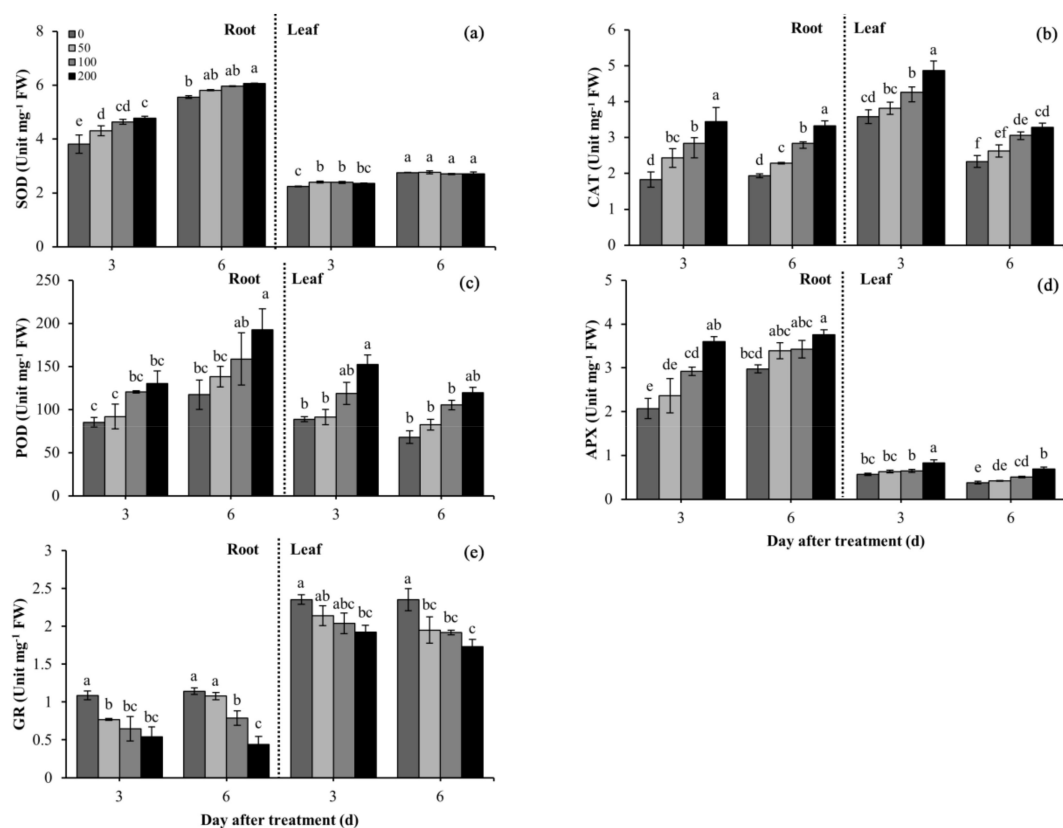 8
6
4
2
0
SOD (Unit mg-1 FW)
0
50
100
200
Root
Leaf
(a)
e d cd c
b ab ab a
c b b bc
a a a a
3 6 3 6
6
5
4
3
2
1
0
CAT (Unit mg-1 FW)
Root
Leaf
(b)
d bc b a
d c b a
c bc b a
f ef de cd
3 6 3 6
250
200
150
100
50
0
POD (Unit mg-1 FW)
Root
Leaf
(c)
c c bc bc
bc bc ab a
b b ab a
b b b ab
3 6 3 6
5
4
3
2
1
0
APX (Unit mg-1 FW)
Root
Leaf
(d)
e de cd ab
bcd abc abc a
bc bc b a
e de cd b
3 6 3 6
Day after treatment (d)
3
2.5
2
1.5
1
0.5
0
GR (Unit mg-1 FW)
Root
Leaf
(e)
a b bc bc
a a b c
a ab abc bc
a bc bc c
3 6 3 6
Day after treatment (d)